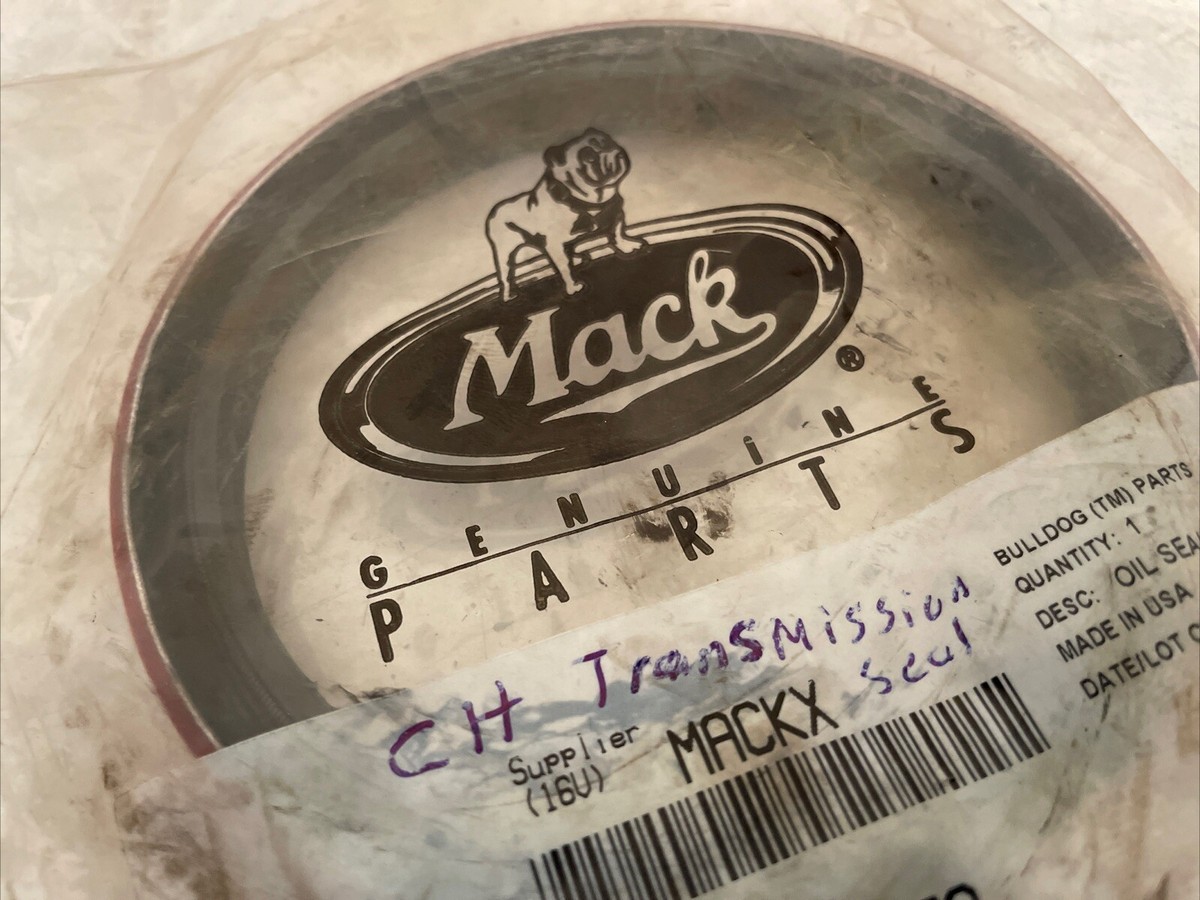 Mack
®
GENUiNE
PARTS
BULLDOG (TM) PARTS
QUANTITY: 1
DESC: OIL SEA
MADE IN USA
DATE/LOT
CH Transmission
Seal
Supplier
(16V)
MACKX